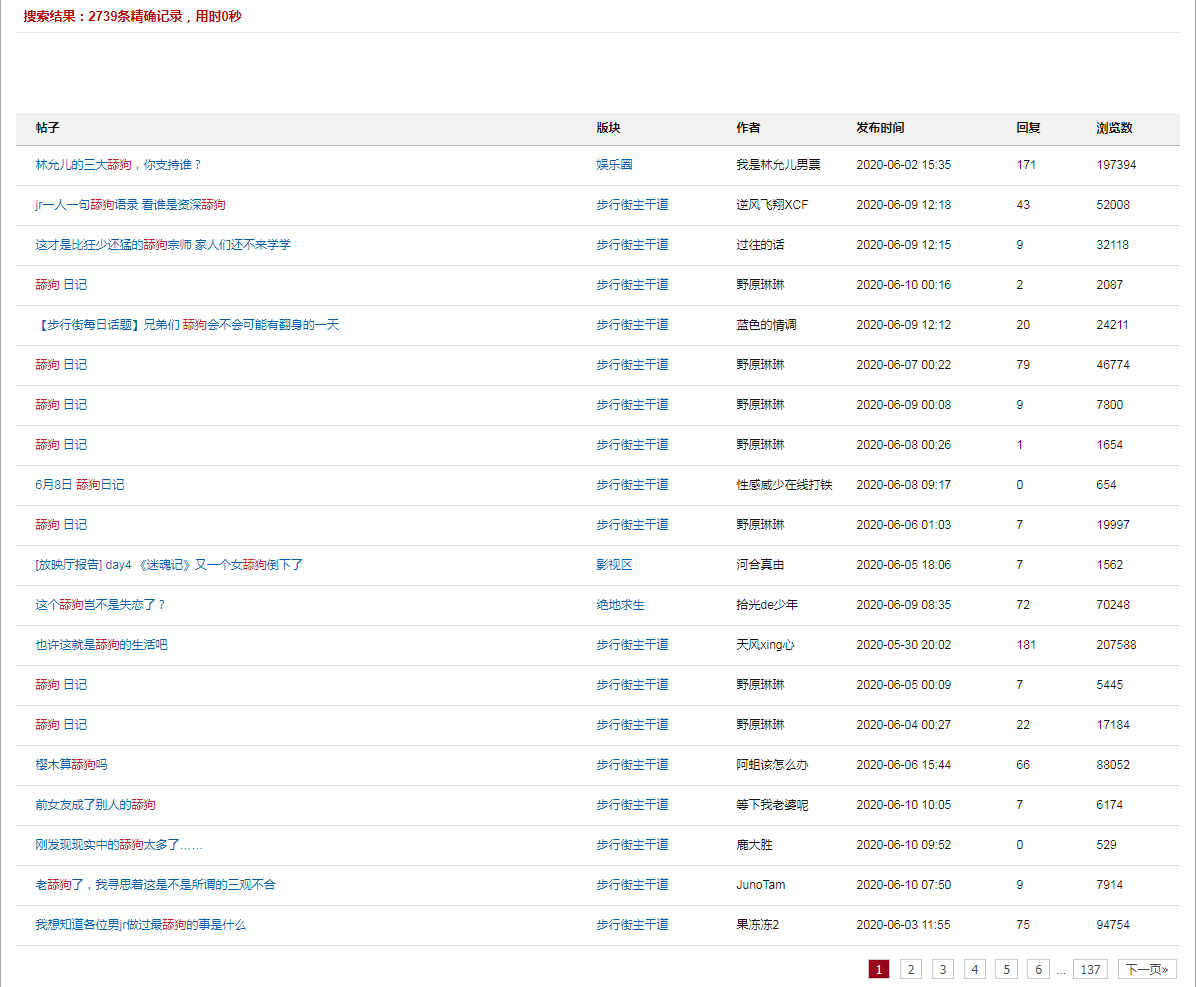 搜索结果：2739条精确记录，用时0秒
帖子 版块 作者 发布时间 回复 浏览数
林允儿的三大舔狗，你支持谁？ 娱乐圈 我是林允儿男票 2020-06-02 15:35 171 197394
jr一人一句舔狗语录 看谁是资深舔狗 步行街主干道 逆风飞翔XCF 2020-06-09 12:18 43 52008
这才是比狂少还猛的舔狗宗师 家人们还不来学学 步行街主干道 过往的话 2020-06-09 12:15 9 32118
舔狗 日记 步行街主干道 野原琳琳 2020-06-10 00:16 2 2087
【步行街每日话题】兄弟们 舔狗会不会可能有翻身的一天 步行街主干道 蓝色的情调 2020-06-09 12:12 20 24211
舔狗 日记 步行街主干道 野原琳琳 2020-06-07 00:22 79 46774
舔狗 日记 步行街主干道 野原琳琳 2020-06-09 00:08 9 7800
舔狗 日记 步行街主干道 野原琳琳 2020-06-08 00:26 1 1654
6月8日 舔狗日记 步行街主干道 性感威少在线打铁 2020-06-08 09:17 0 654
舔狗 日记 步行街主干道 野原琳琳 2020-06-06 01:03 7 19997
[放映厅报告] day4 《迷魂记》又一个女舔狗倒下了 影视区 河合真由 2020-06-05 18:06 7 1562
这个舔狗岂不是失恋了？ 绝地求生 拾光de少年 2020-06-09 08:35 72 70248
也许这就是舔狗的生活吧 步行街主干道 天风xing心 2020-05-30 20:02 181 207588
舔狗 日记 步行街主干道 野原琳琳 2020-06-05 00:09 7 5445
舔狗 日记 步行街主干道 野原琳琳 2020-06-04 00:27 22 17184
樱木算舔狗吗 步行街主干道 阿蛆该怎么办 2020-06-06 15:44 66 88052
前女友成了别人的舔狗 步行街主干道 等下我老婆呢 2020-06-10 10:05 7 6174
刚发现现实中的舔狗太多了…… 步行街主干道 鹿大胜 2020-06-10 09:52 0 529
老舔狗了，我寻思着这是不是所谓的三观不合 步行街主干道 JunoTam 2020-06-10 07:50 9 7914
我想知道各位男jr做过最舔狗的事是什么 步行街主干道 果冻冻2 2020-06-03 11:55 75 94754
1 2 3 4 5 6 ... 137 下一页»